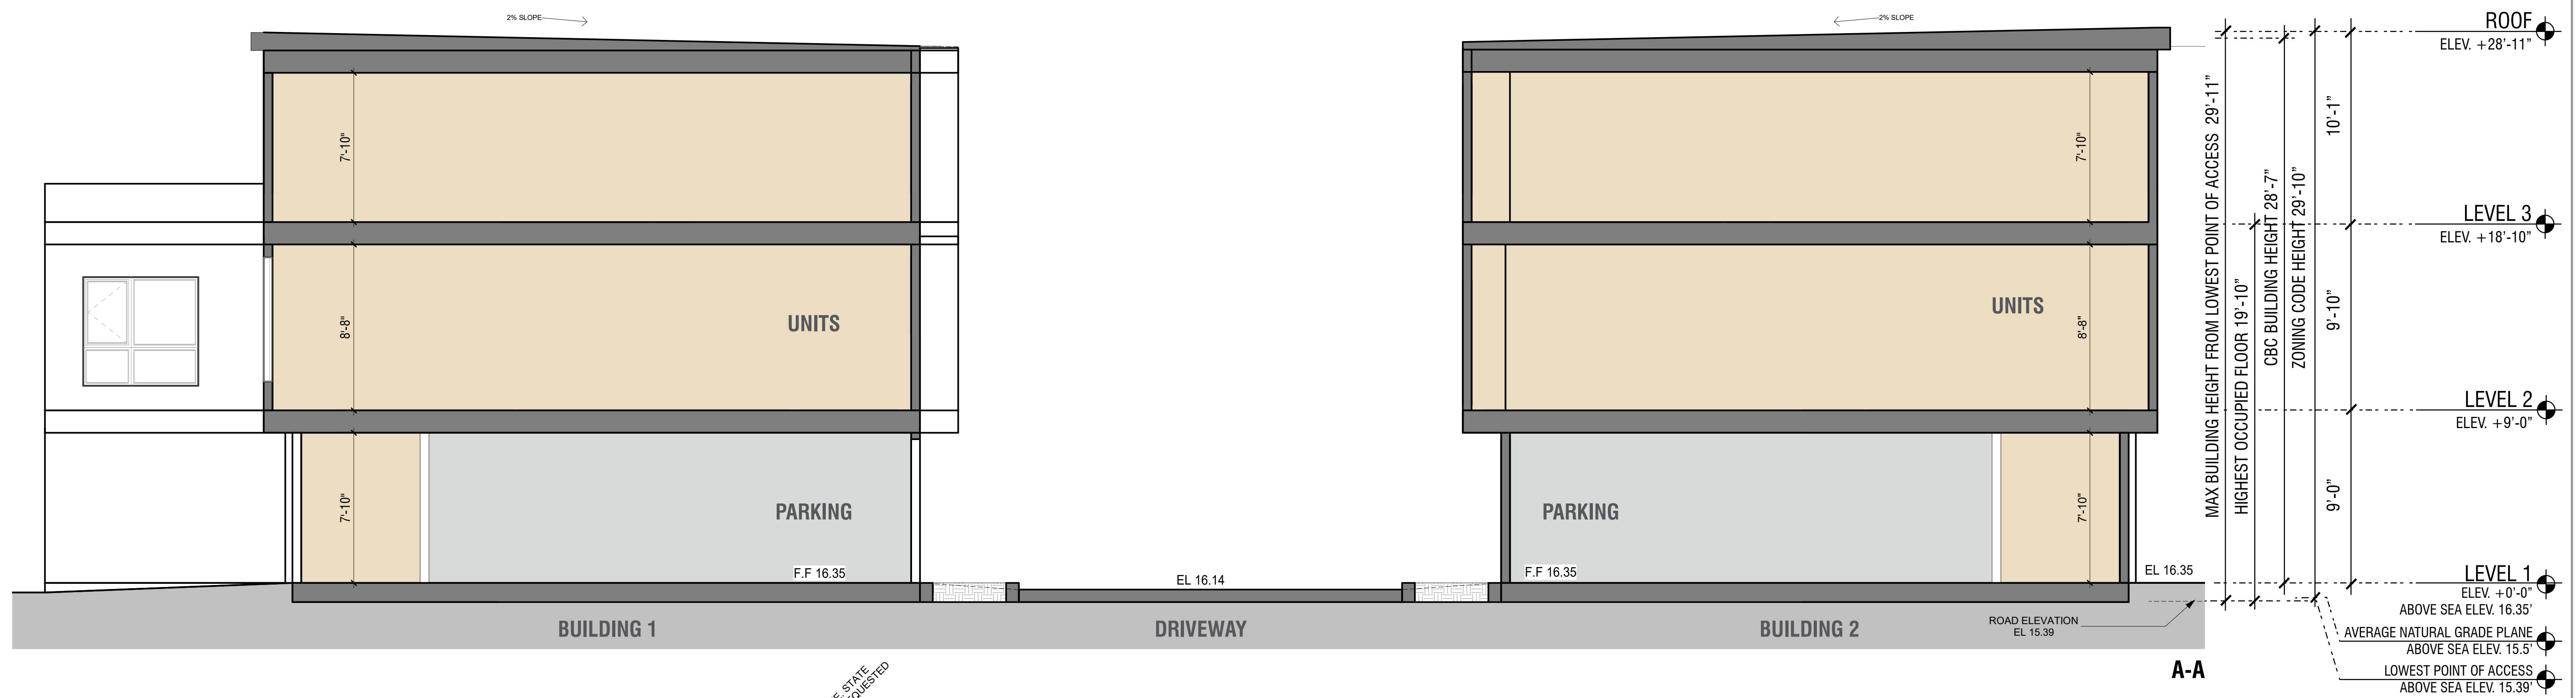 2% SLOPE
2% SLOPE
ROOF
ELEV. +28'-11"
7'-10"
7'-10"
10'-1"
LEVEL 3
ELEV. +18'-10"
MAX BUILDING HEIGHT FROM LOWEST POINT OF ACCESS 29'-11"
HIGHEST OCCUPIED FLOOR 19'-10"
CBC BUILDING HEIGHT 28'-7"
ZONING CODE HEIGHT 29'-10"
8'-8"
UNITS
UNITS
8'-8"
9'-10"
LEVEL 2
ELEV. +9'-0"
7'-10"
PARKING
PARKING
7'-10"
9'-0"
F.F 16.35
EL 16.14
F.F 16.35
EL 16.35
LEVEL 1
ELEV. +0'-0"
ABOVE SEA ELEV. 16.35'
BUILDING 1
DRIVEWAY
BUILDING 2
ROAD ELEVATION
EL 15.39
AVERAGE NATURAL GRADE PLANE
ABOVE SEA ELEV. 15.5'
A-A
LOWEST POINT OF ACCESS
ABOVE SEA ELEV. 15.39'
STATE